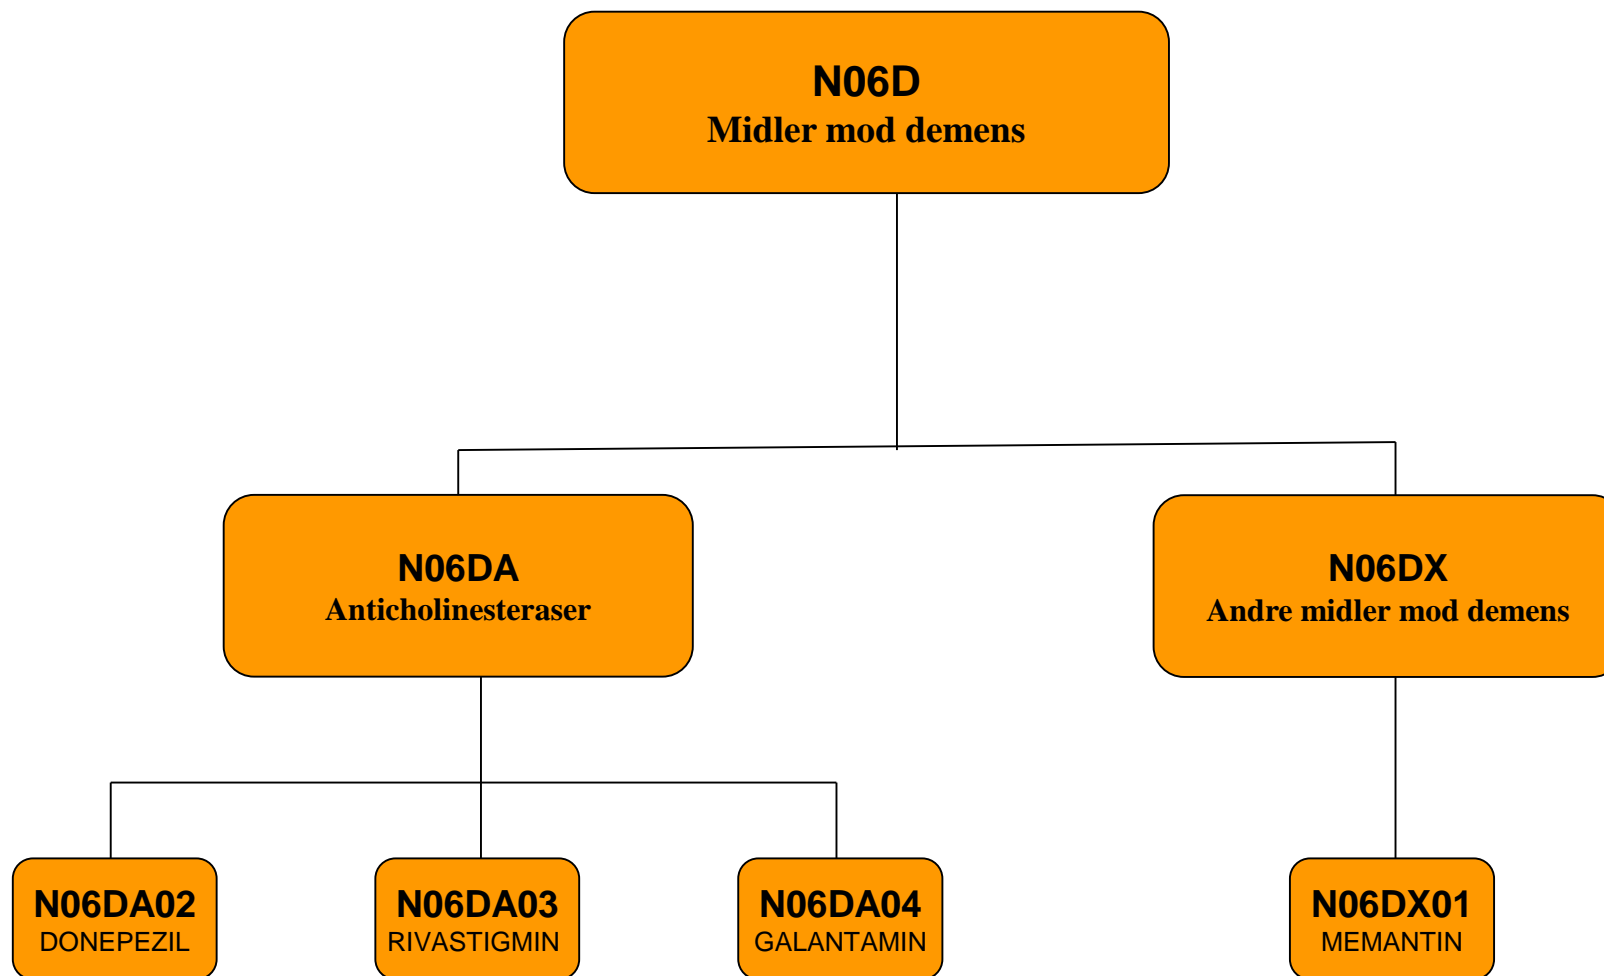 N06D
Midler mod demens
N06DA
Anticholinesteraser
N06DX
Andre midler mod demens
N06DA02
DONEPEZIL
N06DA03
RIVASTIGMIN
N06DA04
GALANTAMIN
N06DX01
MEMANTIN